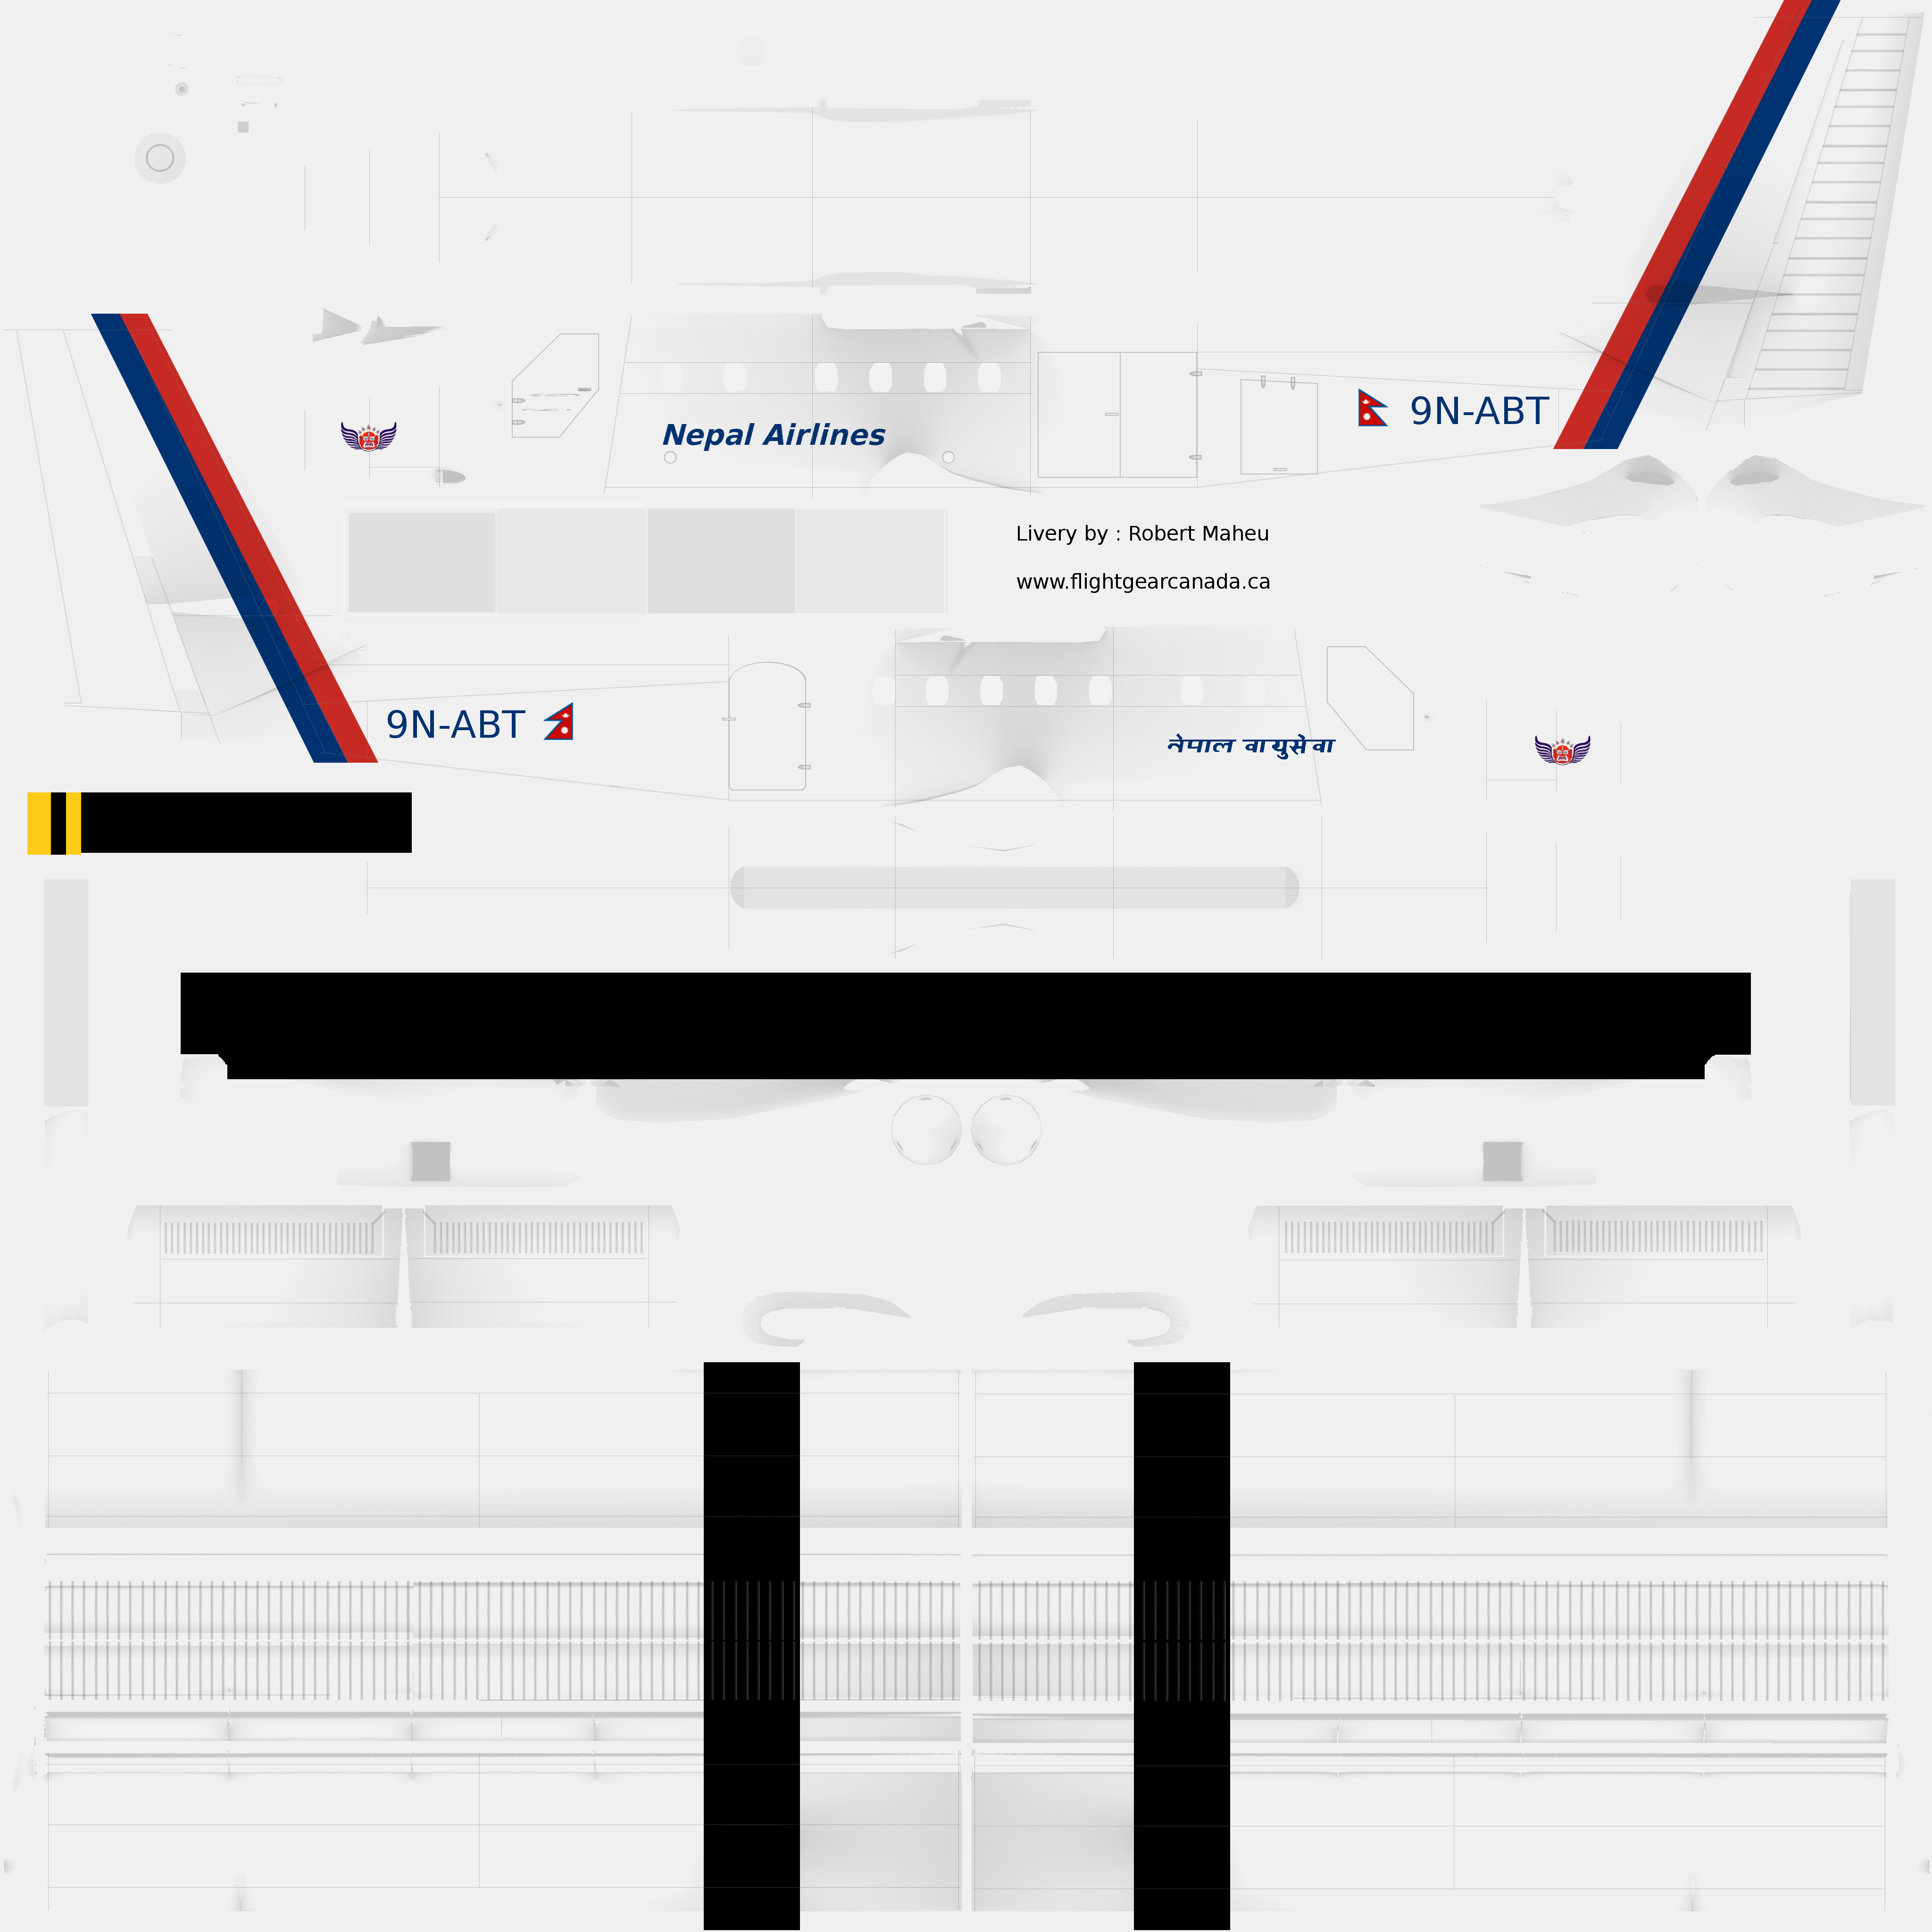 9N-ABT
Nepal Airlines
Livery by : Robert Maheu
www.flightgearcanada.ca
9N-ABT
नेपाल वायुसेवा